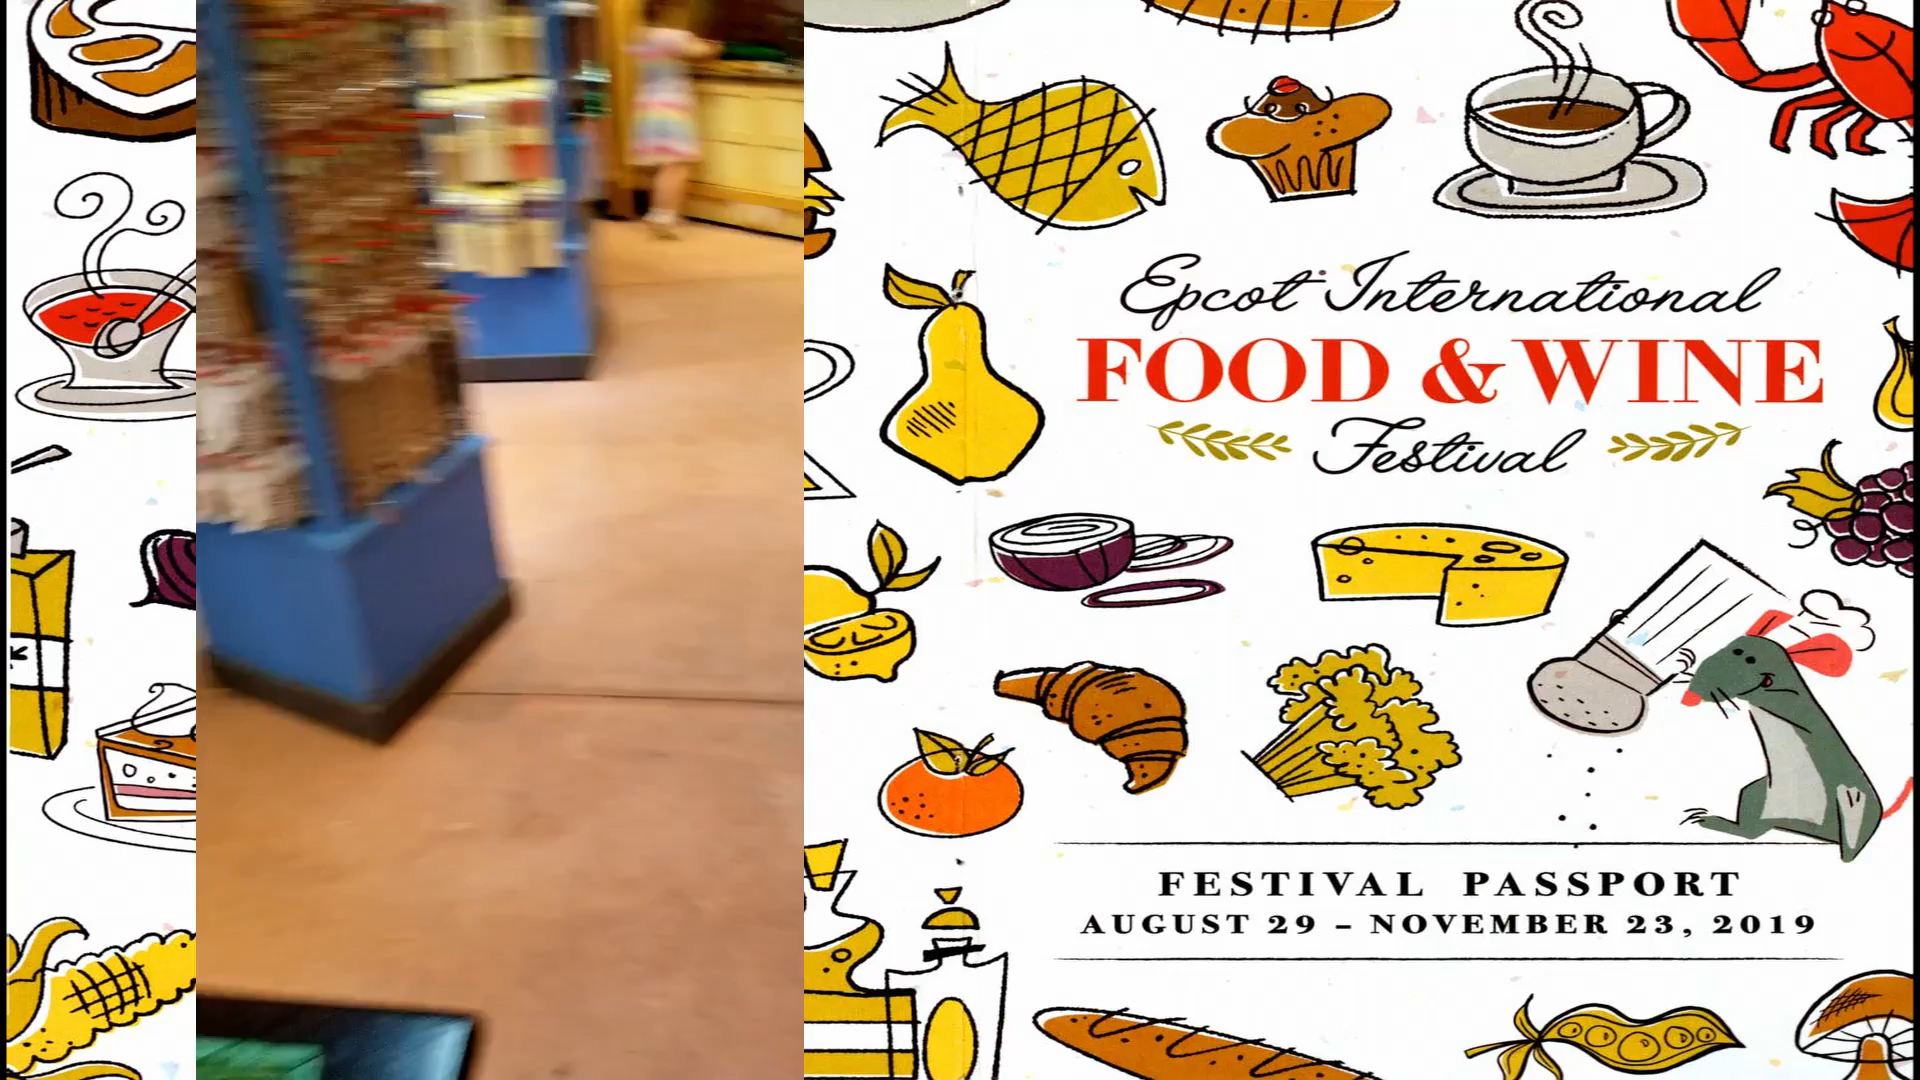 Epcot International
FOOD & WINE
Festival
FESTIVAL PASSPORT
AUGUST 29 – NOVEMBER 23, 2019